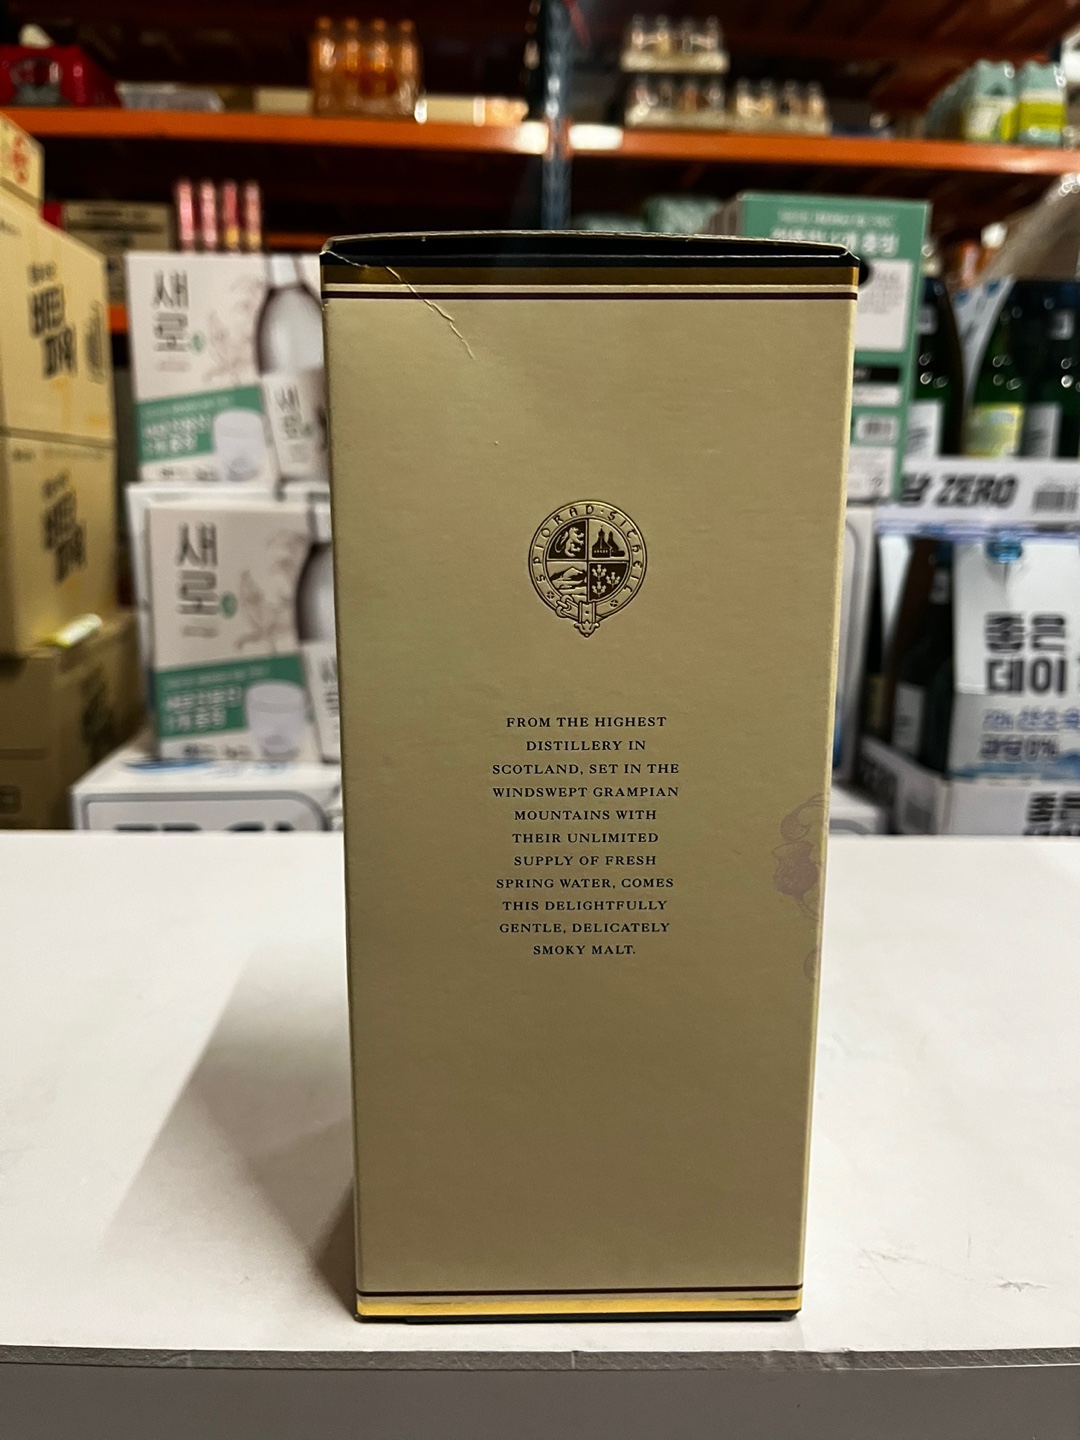 SPIORAD · SITHEIL
FROM THE HIGHEST
DISTILLERY IN
SCOTLAND, SET IN THE
WINDSWEPT GRAMPIAN
MOUNTAINS WITH
THEIR UNLIMITED
SUPPLY OF FRESH
SPRING WATER, COMES
THIS DELIGHTFULLY
GENTLE, DELICATELY
SMOKY MALT.
새
로
새
로
ZERO
좋은
데이